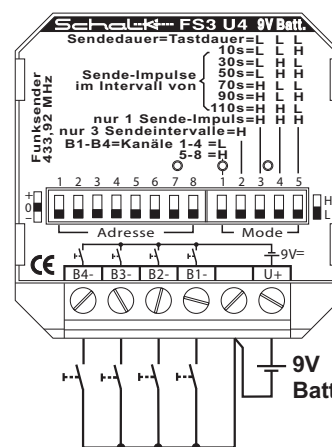 Schalk FS3 U4 9V Batt.
Sendedauer=Tastdauer=L L L
10s=L L H
30s=L H L
50s=L H H
70s=H L L
90s=H L H
110s=H H L
Sende-Impulse
im Intervall von
nur 1 Sende-Impuls=H H H
nur 3 Sendeintervalle=H
B1-B4=Kanäle 1-4 =L
5-8 =H
Funksender
433,92 MHz
1 2 3 4 5 6 7 8 1 2 3 4 5
+
0
–
H
L
Adresse Mode
9V=
CE
B4- B3- B2- B1- U+
9V
Batt